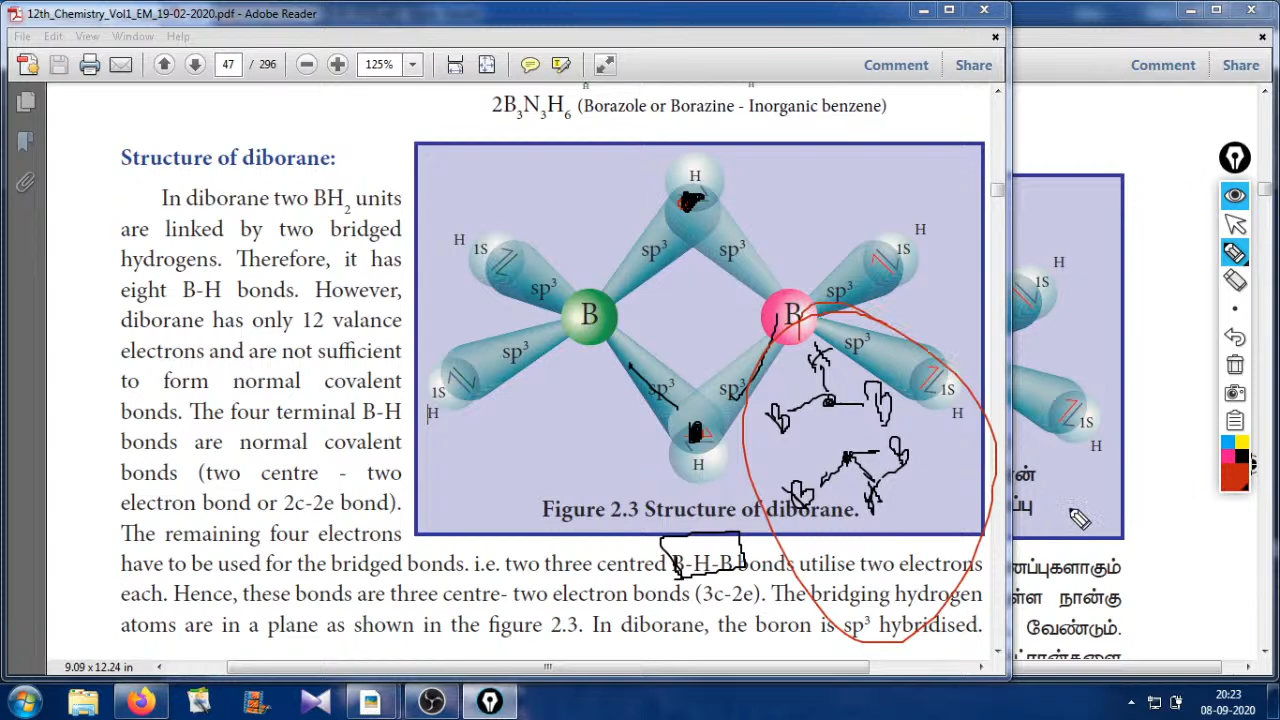 12th_Chemistry_Vol1_EM_19-02-2020.pdf - Adobe Reader
File Edit View Window Help
47 / 296 125% Comment Share
Comment Share
2B3N3H6 (Borazole or Borazine - Inorganic benzene)
Structure of diborane:
In diborane two BH2 units
are linked by two bridged
hydrogens. Therefore, it has
eight B-H bonds. However,
diborane has only 12 valance
electrons and are not sufficient
to form normal covalent
bonds. The four terminal B-H
bonds are normal covalent
bonds (two centre - two
electron bond or 2c-2e bond).
The remaining four electrons
have to be used for the bridged bonds. i.e. two three centred B-H-B bonds utilise two electrons
each. Hence, these bonds are three centre- two electron bonds (3c-2e). The bridging hydrogen
atoms are in a plane as shown in the figure 2.3. In diborane, the boron is sp3 hybridised.
H
H 1S 1S H
sp3 sp3
sp3 sp3
B B
sp3 sp3
sp3 sp3
1S 1S
H H
H
Figure 2.3 Structure of diborane.
H
1S
1S
H
ான்
ப்பு
ணப்புகளாகும்
ள்ள நான்கு
வேண்டும்.
9.09 x 12.24 in
20:23
08-09-2020